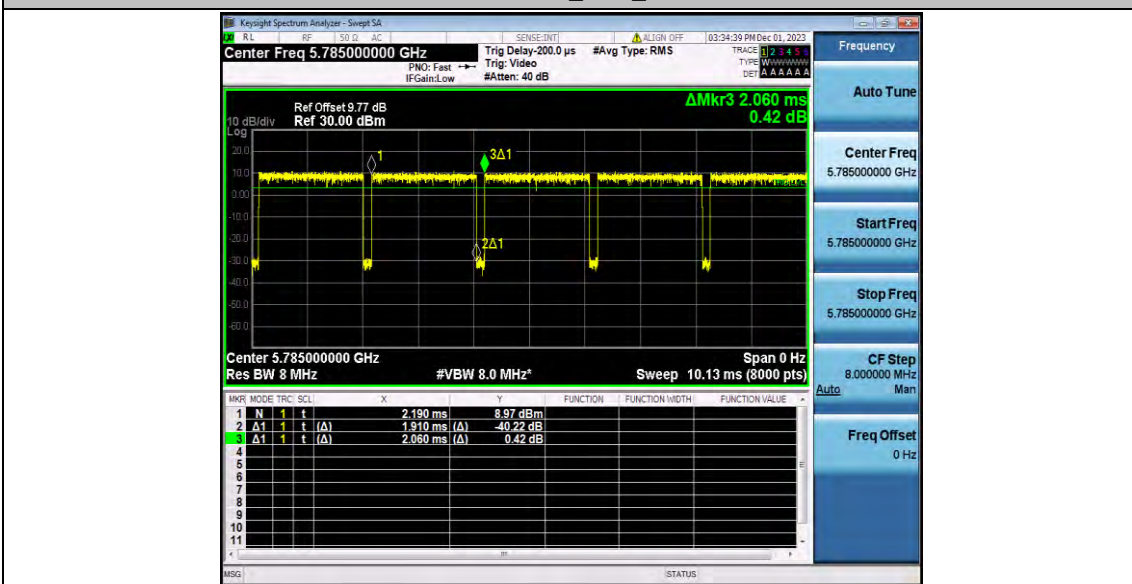 Keysight Spectrum Analyzer - Swept SA
RL RF 50 Ω AC SENSE:INT ALIGN OFF 03:34:39 PM Dec 01, 2023
Center Freq 5.785000000 GHz
PNO: Fast
IFGain:Low
Trig Delay-200.0 µs
Trig: Video
#Atten: 40 dB
#Avg Type: RMS
TRACE 1 2 3 4 5 6
TYPE W
DET A A A A A A
Frequency
Auto Tune
Center Freq
5.785000000 GHz
Start Freq
5.785000000 GHz
Stop Freq
5.785000000 GHz
CF Step
8.000000 MHz
Auto Man
Freq Offset
0 Hz
ΔMkr3 2.060 ms
0.42 dB
Ref Offset 9.77 dB
10 dB/div Ref 30.00 dBm
Log
20.0
10.0
0.00
-10.0
-20.0
-30.0
-40.0
-50.0
-60.0
1
3Δ1
2Δ1
Center 5.785000000 GHz Span 0 Hz
Res BW 8 MHz #VBW 8.0 MHz* Sweep 10.13 ms (8000 pts)
MKR MODE TRC SCL X Y FUNCTION FUNCTION WIDTH FUNCTION VALUE
1 N 1 t 2.190 ms 8.97 dBm
2 Δ1 1 t (Δ) 1.910 ms (Δ) -40.22 dB
3 Δ1 1 t (Δ) 2.060 ms (Δ) 0.42 dB
4
5
6
7
8
9
10
11
MSG STATUS